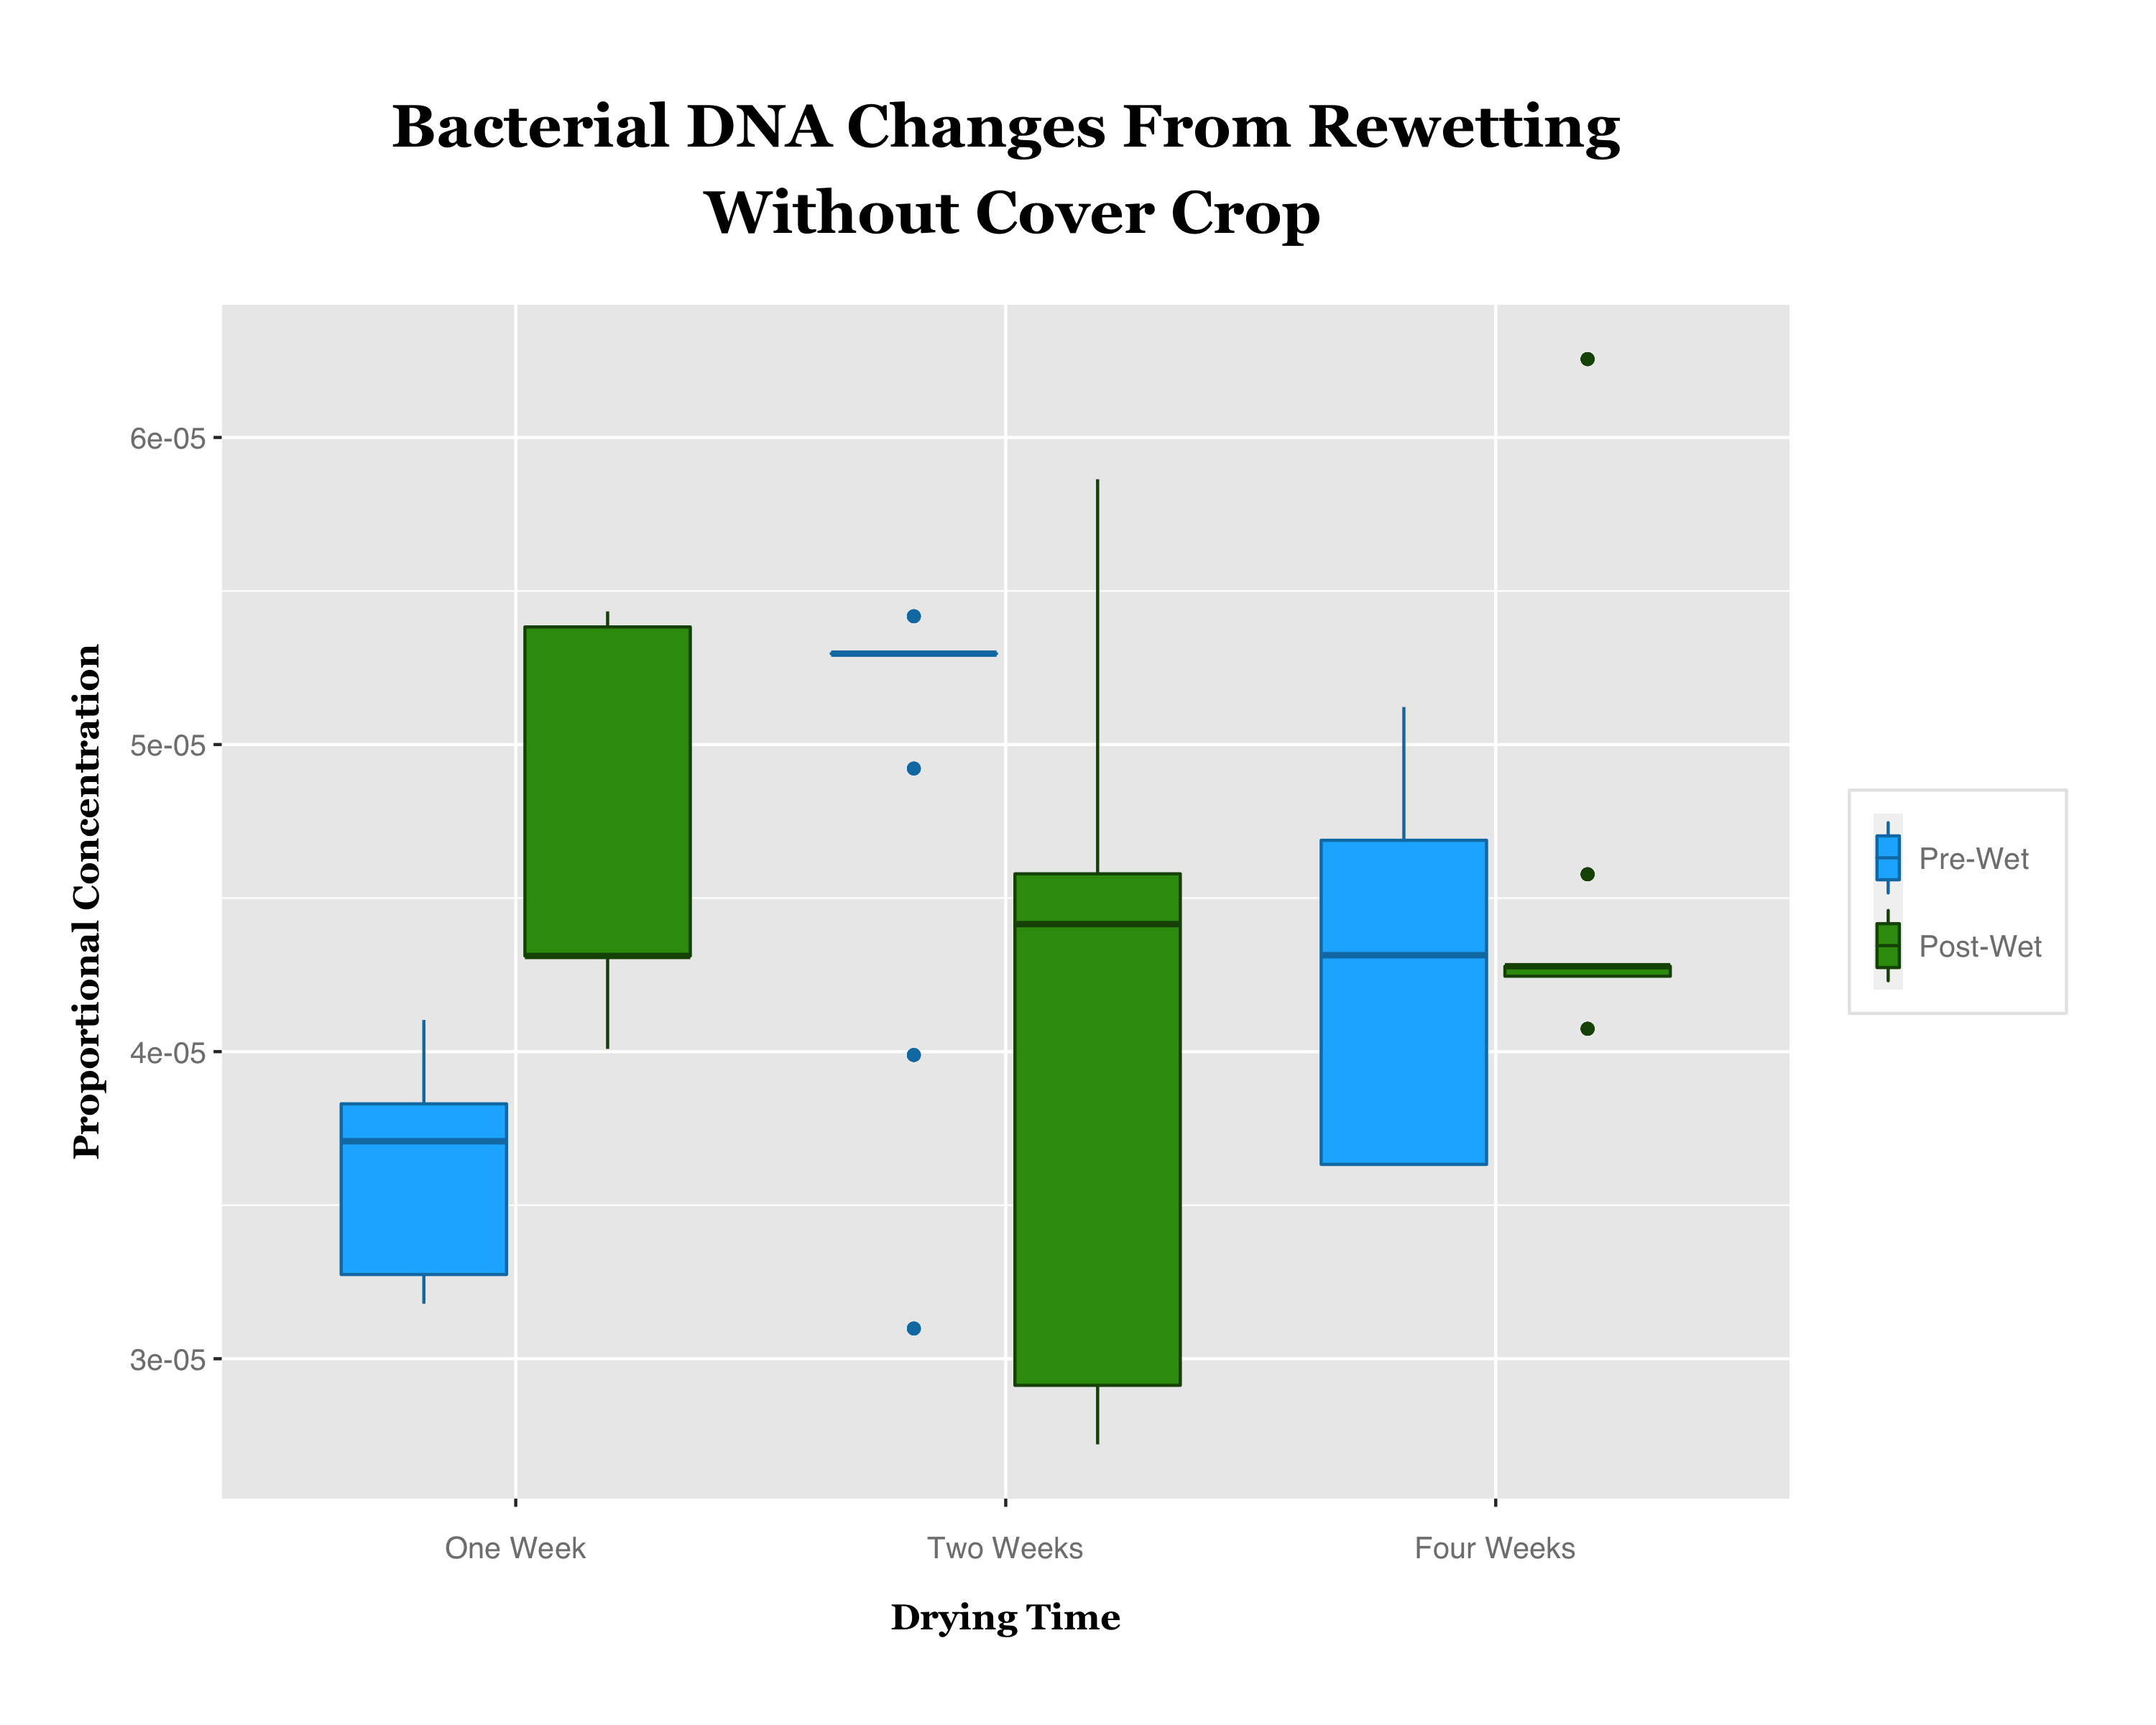 Bacterial DNA Changes From Rewetting
Without Cover Crop
Proportional Concentration
6e-05
5e-05
4e-05
3e-05
One Week
Two Weeks
Four Weeks
Drying Time
Pre-Wet
Post-Wet